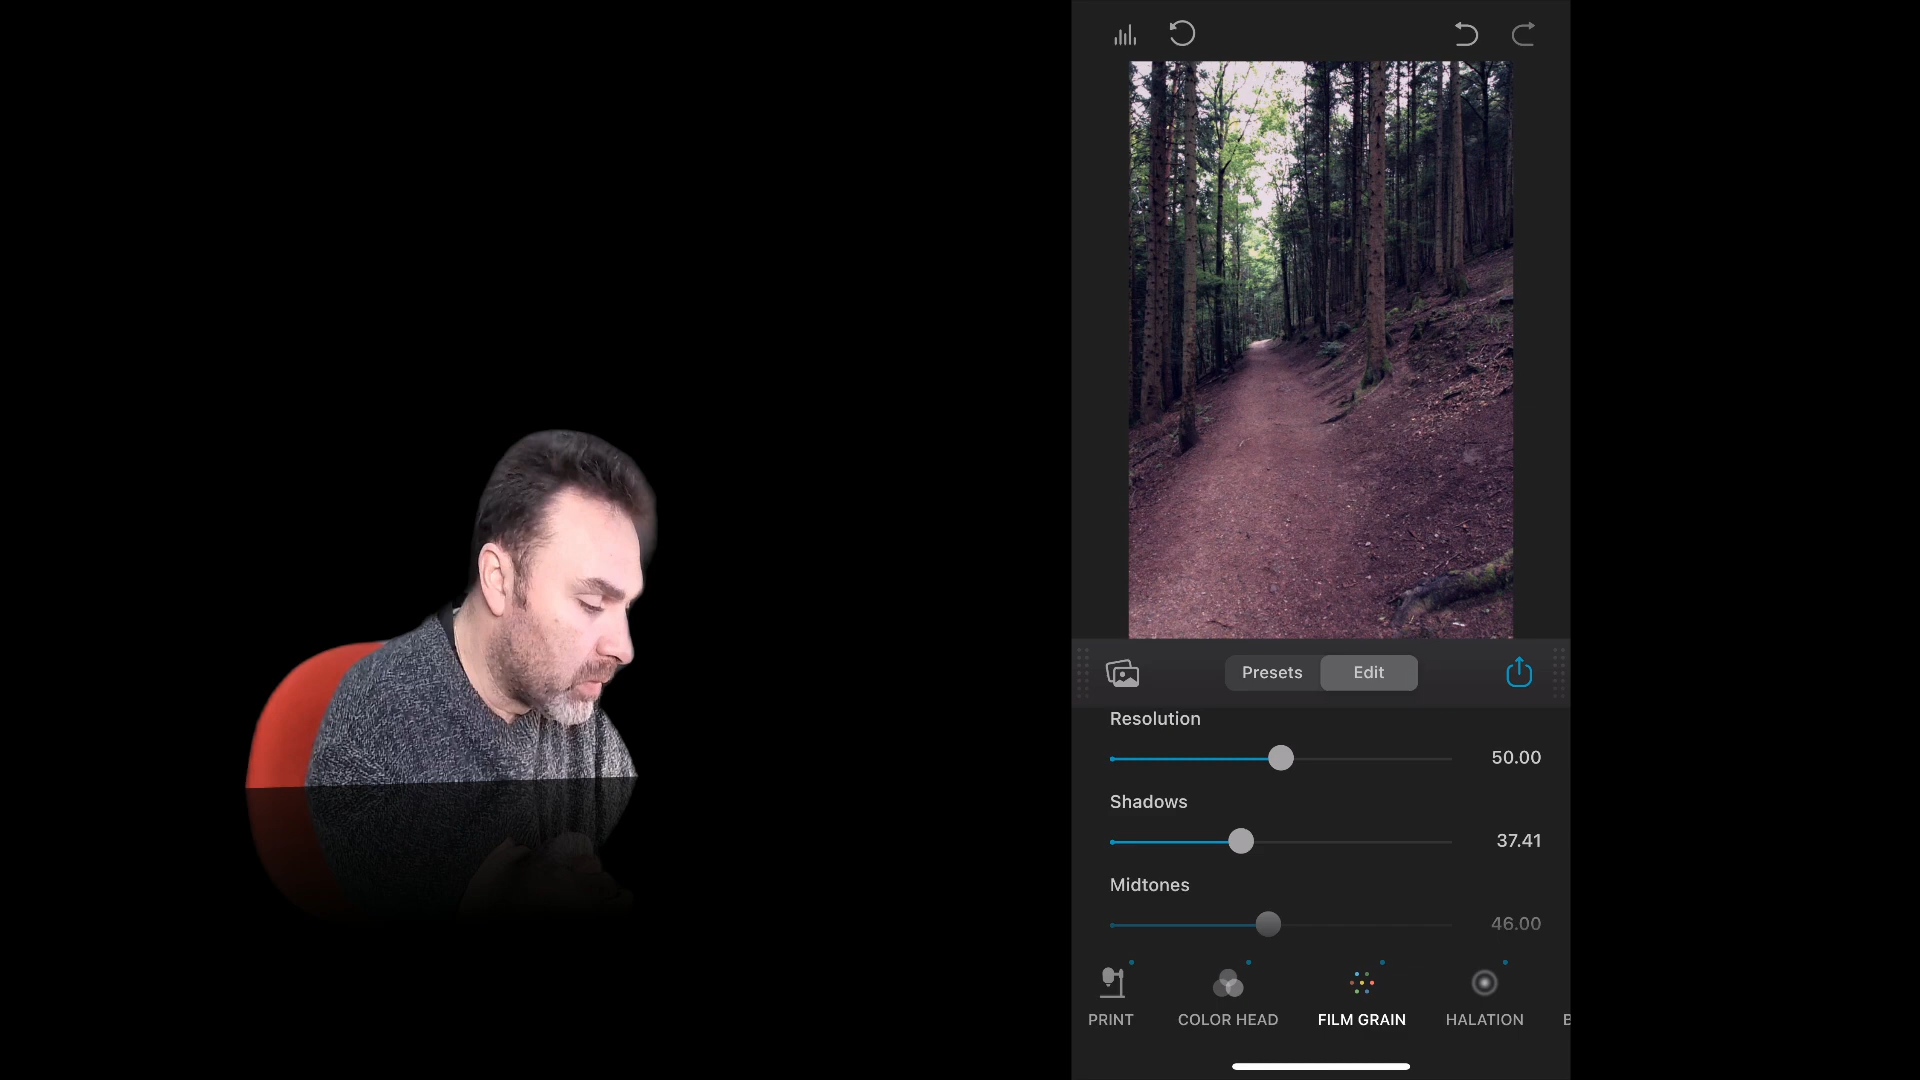 Presets Edit
Resolution
50.00
Shadows
37.41
Midtones
46.00
PRINT COLOR HEAD FILM GRAIN HALATION